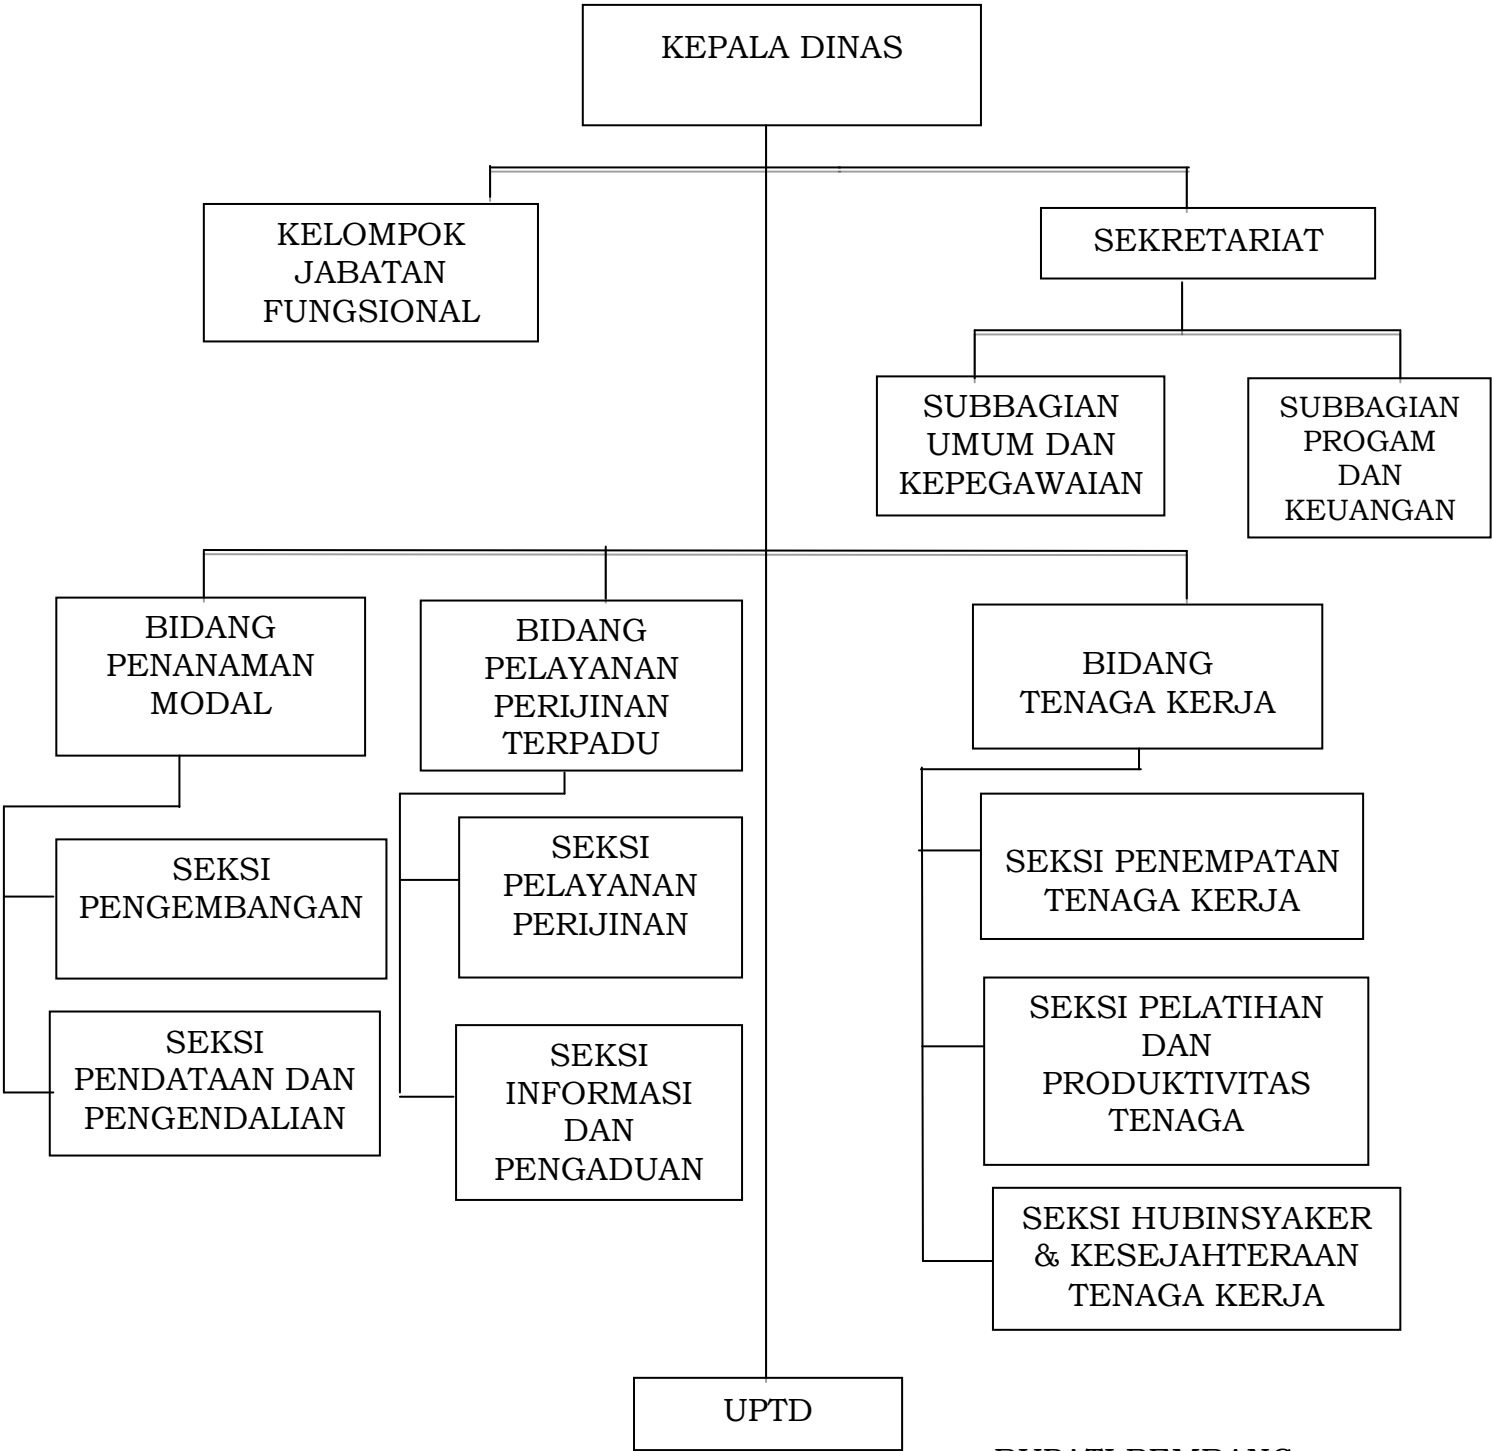 KEPALA DINAS
KELOMPOK
JABATAN
FUNGSIONAL
SEKRETARIAT
SUBBAGIAN
UMUM DAN
KEPEGAWAIAN
SUBBAGIAN
PROGAM
DAN
KEUANGAN
BIDANG
PENANAMAN
MODAL
BIDANG
PELAYANAN
PERIJINAN
TERPADU
BIDANG
TENAGA KERJA
SEKSI
PENGEMBANGAN
SEKSI
PENDATAAN DAN
PENGENDALIAN
SEKSI
PELAYANAN
PERIJINAN
SEKSI
INFORMASI
DAN
PENGADUAN
SEKSI PENEMPATAN
TENAGA KERJA
SEKSI PELATIHAN
DAN
PRODUKTIVITAS
TENAGA
SEKSI HUBINSYAKER
& KESEJAHTERAAN
TENAGA KERJA
UPTD